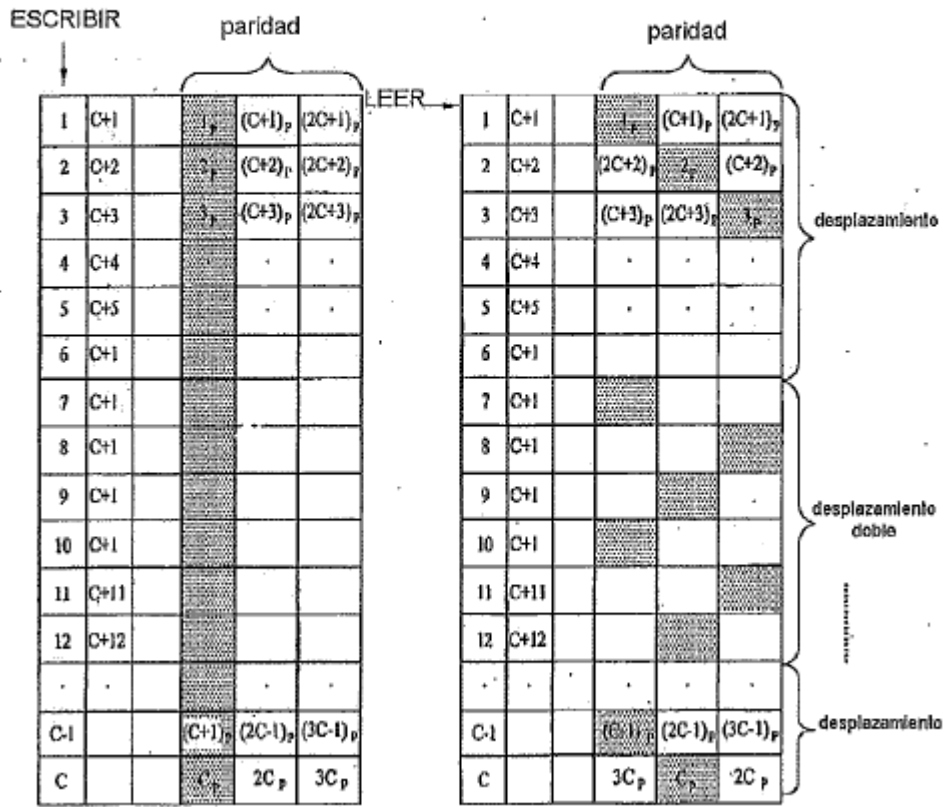 ESCRIBIR
paridad
1 C+1 1p (C+1)p (2C+1)p
2 C+2 2p (C+2)p (2C+2)p
3 C+3 3p (C+3)p (2C+3)p
4 C+4 . .
5 C+5 . .
6 C+1
7 C+1
8 C+1
9 C+1
10 C+1
11 C+11
12 C+12
. . . .
C-1 (C+1)p (2C-1)p (3C-1)p
C Cp 2Cp 3Cp
LEER
paridad
1 C+1 1p (C+1)p (2C+1)p
2 C+2 (2C+2)p 2p (C+2)p
3 C+3 (C+3)p (2C+3)p 3p
4 C+4 . . .
5 C+5 . . .
6 C+1
7 C+1
8 C+1
9 C+1
10 C+1
11 C+11
12 C+12
. . . . .
C-1 (C-1)p (2C-1)p (3C-1)p
C 3Cp Cp 2Cp
desplazamiento
desplazamiento
doble
desplazamiento